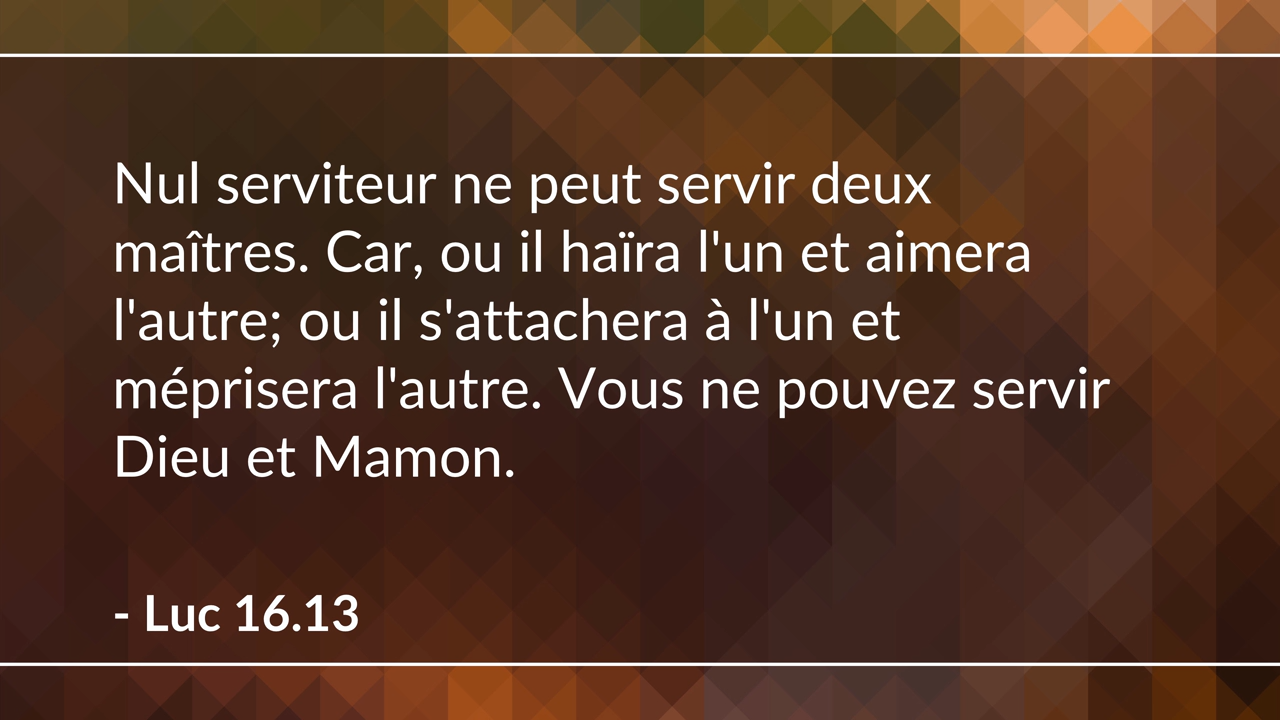 Nul serviteur ne peut servir deux
maîtres. Car, ou il haïra l'un et aimera
l'autre; ou il s'attachera à l'un et
méprisera l'autre. Vous ne pouvez servir
Dieu et Mamon.
- Luc 16.13